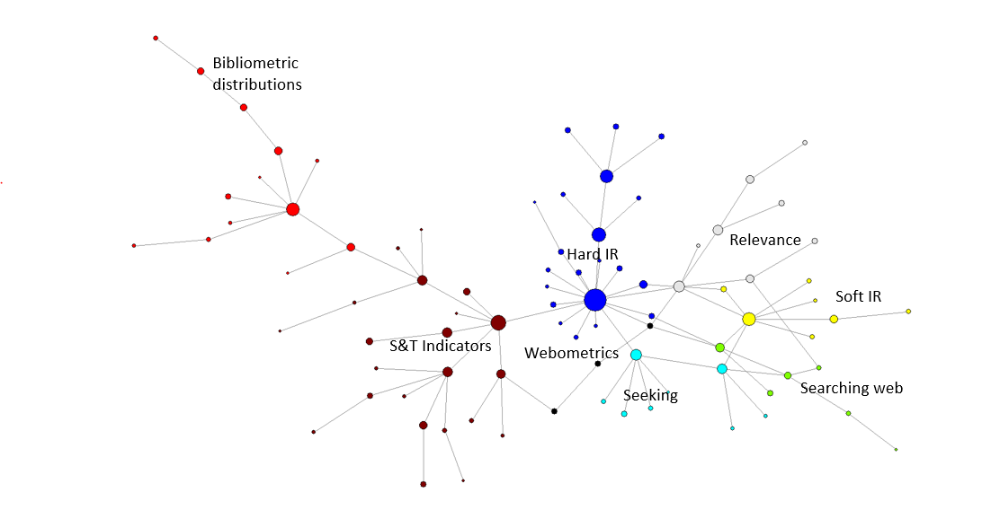 Bibliometric
distributions
Hard IR
Relevance
Soft IR
S&T Indicators
Webometrics
Seeking
Searching web